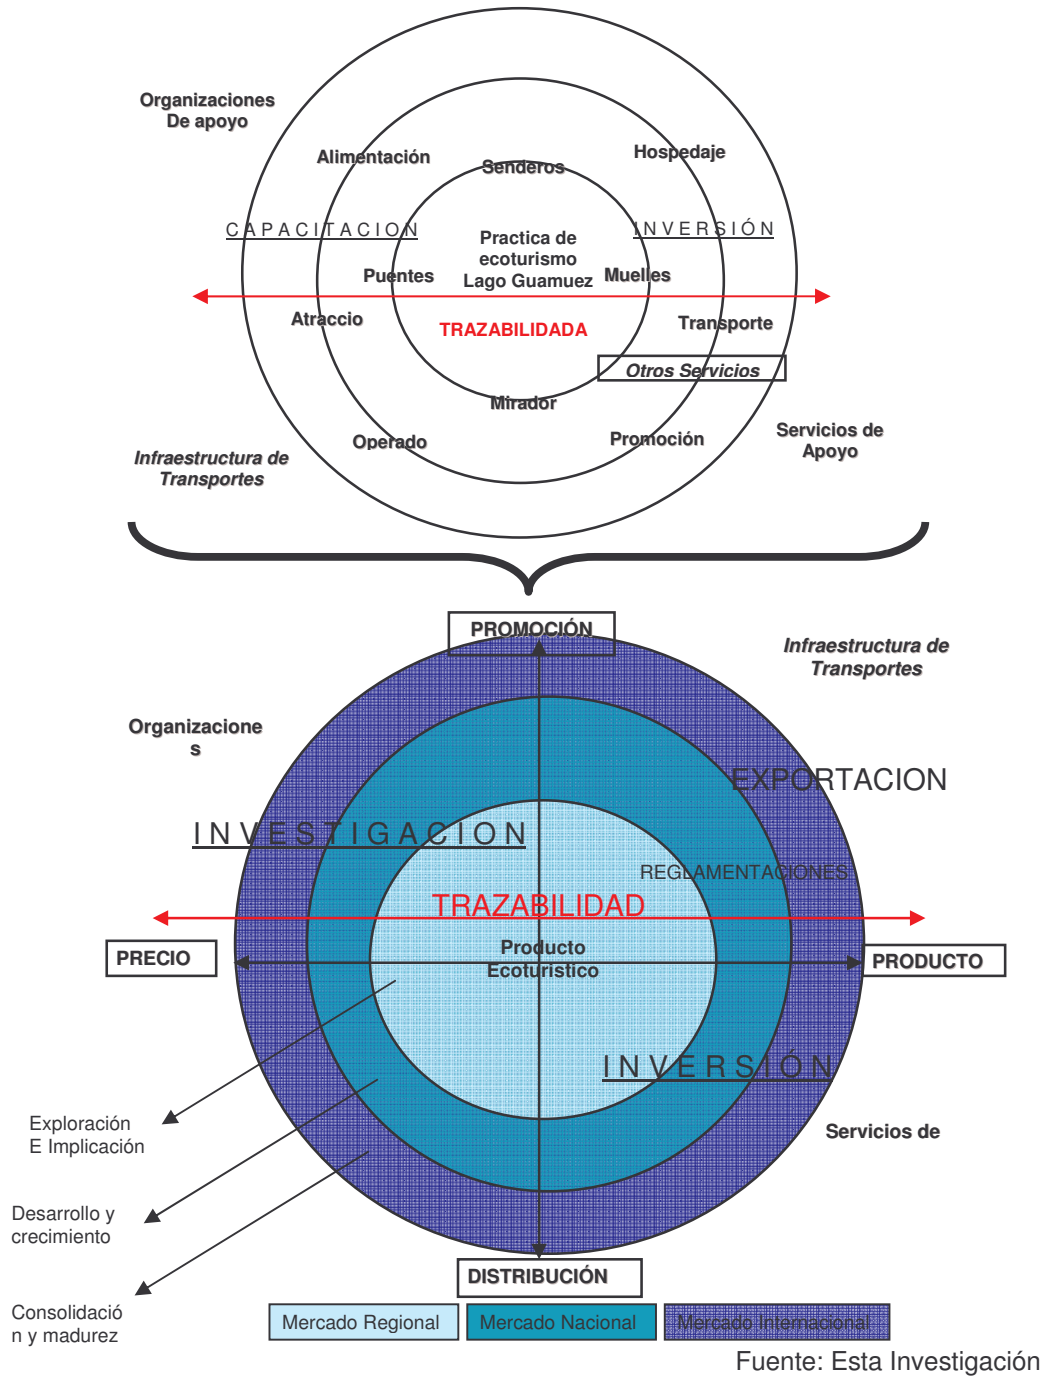 Organizaciones
De apoyo
Alimentación
Senderos
Hospedaje
CAPACITACION
INVERSIÓN
Practica de
ecoturismo
Lago Guamuez
Puentes
Muelles
Atraccio
TRAZABILIDADA
Transporte
Otros Servicios
Mirador
Operado
Promoción
Servicios de
Apoyo
Infraestructura de
Transportes
PROMOCIÓN
Infraestructura de
Transportes
Organizacione
s
EXPORTACION
INVESTIGACION
REGLAMENTACIONES
TRAZABILIDAD
PRECIO
Producto
Ecoturistico
PRODUCTO
INVERSIÓN
Exploración
E Implicación
Servicios de
Desarrollo y
crecimiento
DISTRIBUCIÓN
Consolidació
n y madurez
Mercado Regional
Mercado Nacional
Mercado Internacional
Fuente: Esta Investigación